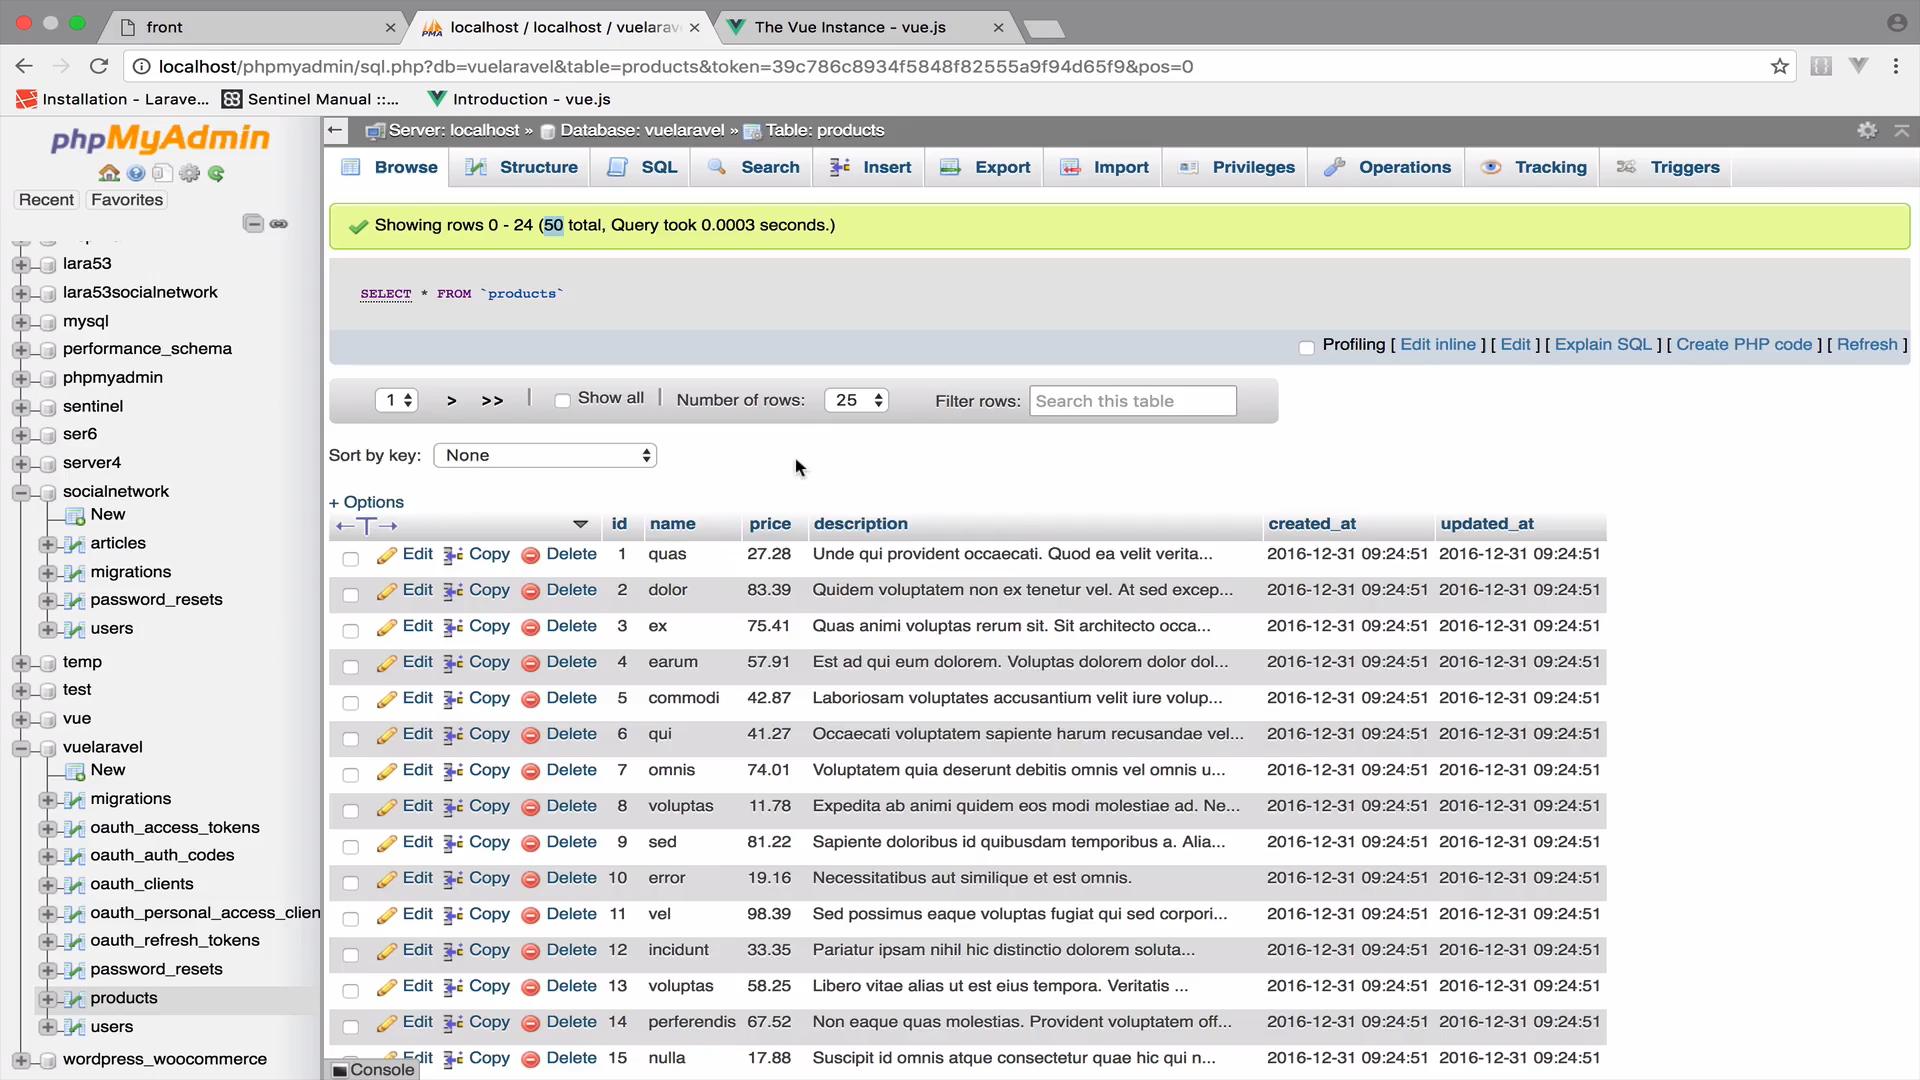 front
localhost / localhost / vuelarav
The Vue Instance - vue.js
localhost/phpmyadmin/sql.php?db=vuelaravel&table=products&token=39c786c8934f5848f82555a9f94d65f9&pos=0
Installation - Larave...
Sentinel Manual ::...
Introduction - vue.js
phpMyAdmin
Recent
Favorites
lara53
lara53socialnetwork
mysql
performance_schema
phpmyadmin
sentinel
ser6
server4
socialnetwork
New
articles
migrations
password_resets
users
temp
test
vue
vuelaravel
New
migrations
oauth_access_tokens
oauth_auth_codes
oauth_clients
oauth_personal_access_clien
oauth_refresh_tokens
password_resets
products
users
wordpress_woocommerce
Server: localhost » Database: vuelaravel » Table: products
Browse Structure SQL Search Insert Export Import Privileges Operations Tracking Triggers
Showing rows 0 - 24 (50 total, Query took 0.0003 seconds.)
SELECT * FROM `products`
Profiling [ Edit inline ] [ Edit ] [ Explain SQL ] [ Create PHP code ] [ Refresh ]
1 > >> | Show all | Number of rows: 25 Filter rows: Search this table
Sort by key: None
+ Options
←T→ id name price description created_at updated_at
Edit Copy Delete 1 quas 27.28 Unde qui provident occaecati. Quod ea velit verita... 2016-12-31 09:24:51 2016-12-31 09:24:51
Edit Copy Delete 2 dolor 83.39 Quidem voluptatem non ex tenetur vel. At sed excep... 2016-12-31 09:24:51 2016-12-31 09:24:51
Edit Copy Delete 3 ex 75.41 Quas animi voluptas rerum sit. Sit architecto occa... 2016-12-31 09:24:51 2016-12-31 09:24:51
Edit Copy Delete 4 earum 57.91 Est ad qui eum dolorem. Voluptas dolorem dolor dol... 2016-12-31 09:24:51 2016-12-31 09:24:51
Edit Copy Delete 5 commodi 42.87 Laboriosam voluptates accusantium velit iure volup... 2016-12-31 09:24:51 2016-12-31 09:24:51
Edit Copy Delete 6 qui 41.27 Occaecati voluptatem sapiente harum recusandae vel... 2016-12-31 09:24:51 2016-12-31 09:24:51
Edit Copy Delete 7 omnis 74.01 Voluptatem quia deserunt debitis omnis vel omnis u... 2016-12-31 09:24:51 2016-12-31 09:24:51
Edit Copy Delete 8 voluptas 11.78 Expedita ab animi quidem eos modi molestiae ad. Ne... 2016-12-31 09:24:51 2016-12-31 09:24:51
Edit Copy Delete 9 sed 81.22 Sapiente doloribus id quibusdam temporibus a. Alia... 2016-12-31 09:24:51 2016-12-31 09:24:51
Edit Copy Delete 10 error 19.16 Necessitatibus aut similique et est omnis. 2016-12-31 09:24:51 2016-12-31 09:24:51
Edit Copy Delete 11 vel 98.39 Sed possimus eaque voluptas fugiat qui sed corpori... 2016-12-31 09:24:51 2016-12-31 09:24:51
Edit Copy Delete 12 incidunt 33.35 Pariatur ipsam nihil hic distinctio dolorem soluta... 2016-12-31 09:24:51 2016-12-31 09:24:51
Edit Copy Delete 13 voluptas 58.25 Libero vitae alias ut est eius tempora. Veritatis ... 2016-12-31 09:24:51 2016-12-31 09:24:51
Edit Copy Delete 14 perferendis 67.52 Non eaque quas molestias. Provident voluptatem off... 2016-12-31 09:24:51 2016-12-31 09:24:51
Edit Copy Delete 15 nulla 17.88 Suscipit id omnis atque consectetur quae hic qui n... 2016-12-31 09:24:51 2016-12-31 09:24:51
Console